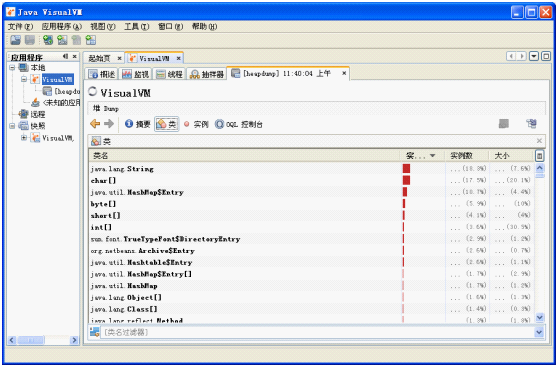 Java VisualVM
文件(F) 应用程序(A) 视图(V) 工具(T) 窗口(W) 帮助(H)
应用程序
本地
VisualVM
[heapdu
<未知的应用
远程
快照
VisualVM,
起始页 VisualVM
概述 监视 线程 抽样器 [heapdump] 11:40:04 上午
VisualVM
堆 Dump
摘要 类 实例 OQL 控制台
类
类名 实... 实例数 大小
java.lang.String ...(18.3%) ...(7.6%)
char[] ...(17.5%) ...(20.1%)
java.util.HashMap$Entry ...(10.7%) ...(4.4%)
byte[] ...(5.9%) ...(10%)
short[] ...(4.1%) ...(4%)
int[] ...(3.6%) ...(30.5%)
sun.font.TrueTypeFont$DirectoryEntry ...(2.9%) ...(1.2%)
org.netbeans.Archive$Entry ...(2.6%) ...(0.7%)
java.util.Hashtable$Entry ...(2.6%) ...(1.1%)
java.util.HashMap$Entry[] ...(1.7%) ...(2.9%)
java.util.HashMap ...(1.7%) ...(1.2%)
java.lang.Object[] ...(1.6%) ...(1.3%)
java.lang.Class[] ...(1.4%) ...(0.3%)
java.lang.reflect.Method ...(1.3%) ...(1.8%)
[类名过滤器]